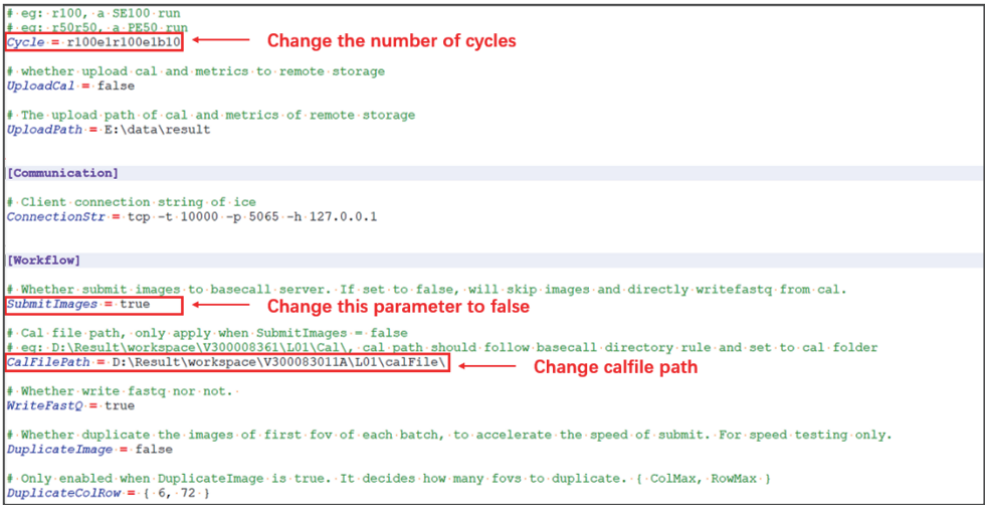 # eg: r100, a SE100 run
# eg: r50r50, a PE50 run
Cycle = r100e1r100e1b10
Change the number of cycles
# whether upload cal and metrics to remote storage
UploadCal = false
# The upload path of cal and metrics of remote storage
UploadPath = E:\data\result
[Communication]
# Client connection string of ice
ConnectionStr = tcp -t 10000 -p 5065 -h 127.0.0.1
[Workflow]
# Whether submit images to basecall server. If set to false, will skip images and directly writefastq from cal.
SubmitImages = true
Change this parameter to false
# Cal file path, only apply when SubmitImages = false
# eg: D:\Result\workspace\V300008361\L01\Cal\, cal path should follow basecall directory rule and set to cal folder
CalFilePath = D:\Result\workspace\V300083011A\L01\calFile\
Change calfile path
# Whether write fastq nor not.
WriteFastQ = true
# Whether duplicate the images of first fov of each batch, to accelerate the speed of submit. For speed testing only.
DuplicateImage = false
# Only enabled when DuplicateImage is true. It decides how many fovs to duplicate. { ColMax, RowMax }
DuplicateColRow = { 6, 72 }